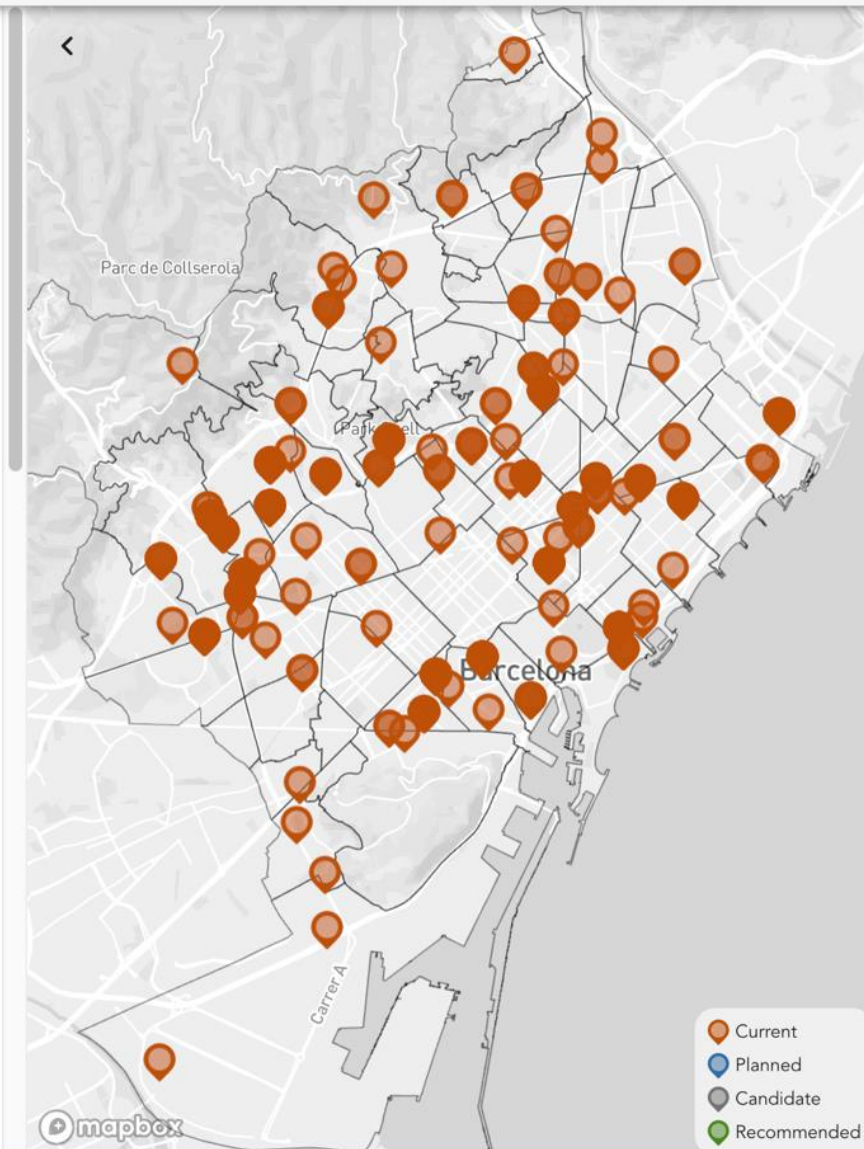 Parc de Collserola
Barcelona
Carrer A
Current
Planned
Candidate
Recommended
mapbox